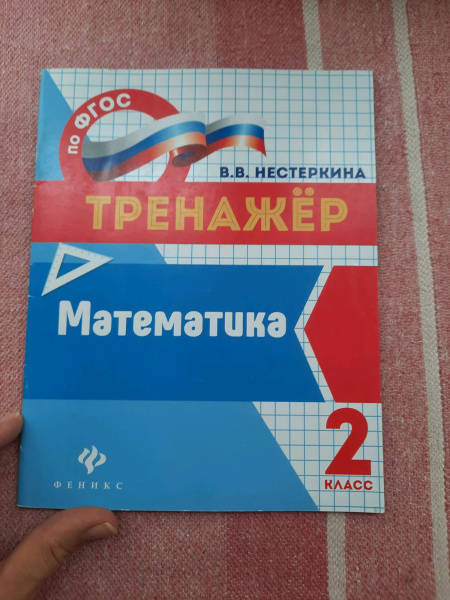 ПО ФГОС
В.В. НЕСТЕРКИНА
ТРЕНАЖЁР
Математика
2
КЛАСС
ФЕНИКС